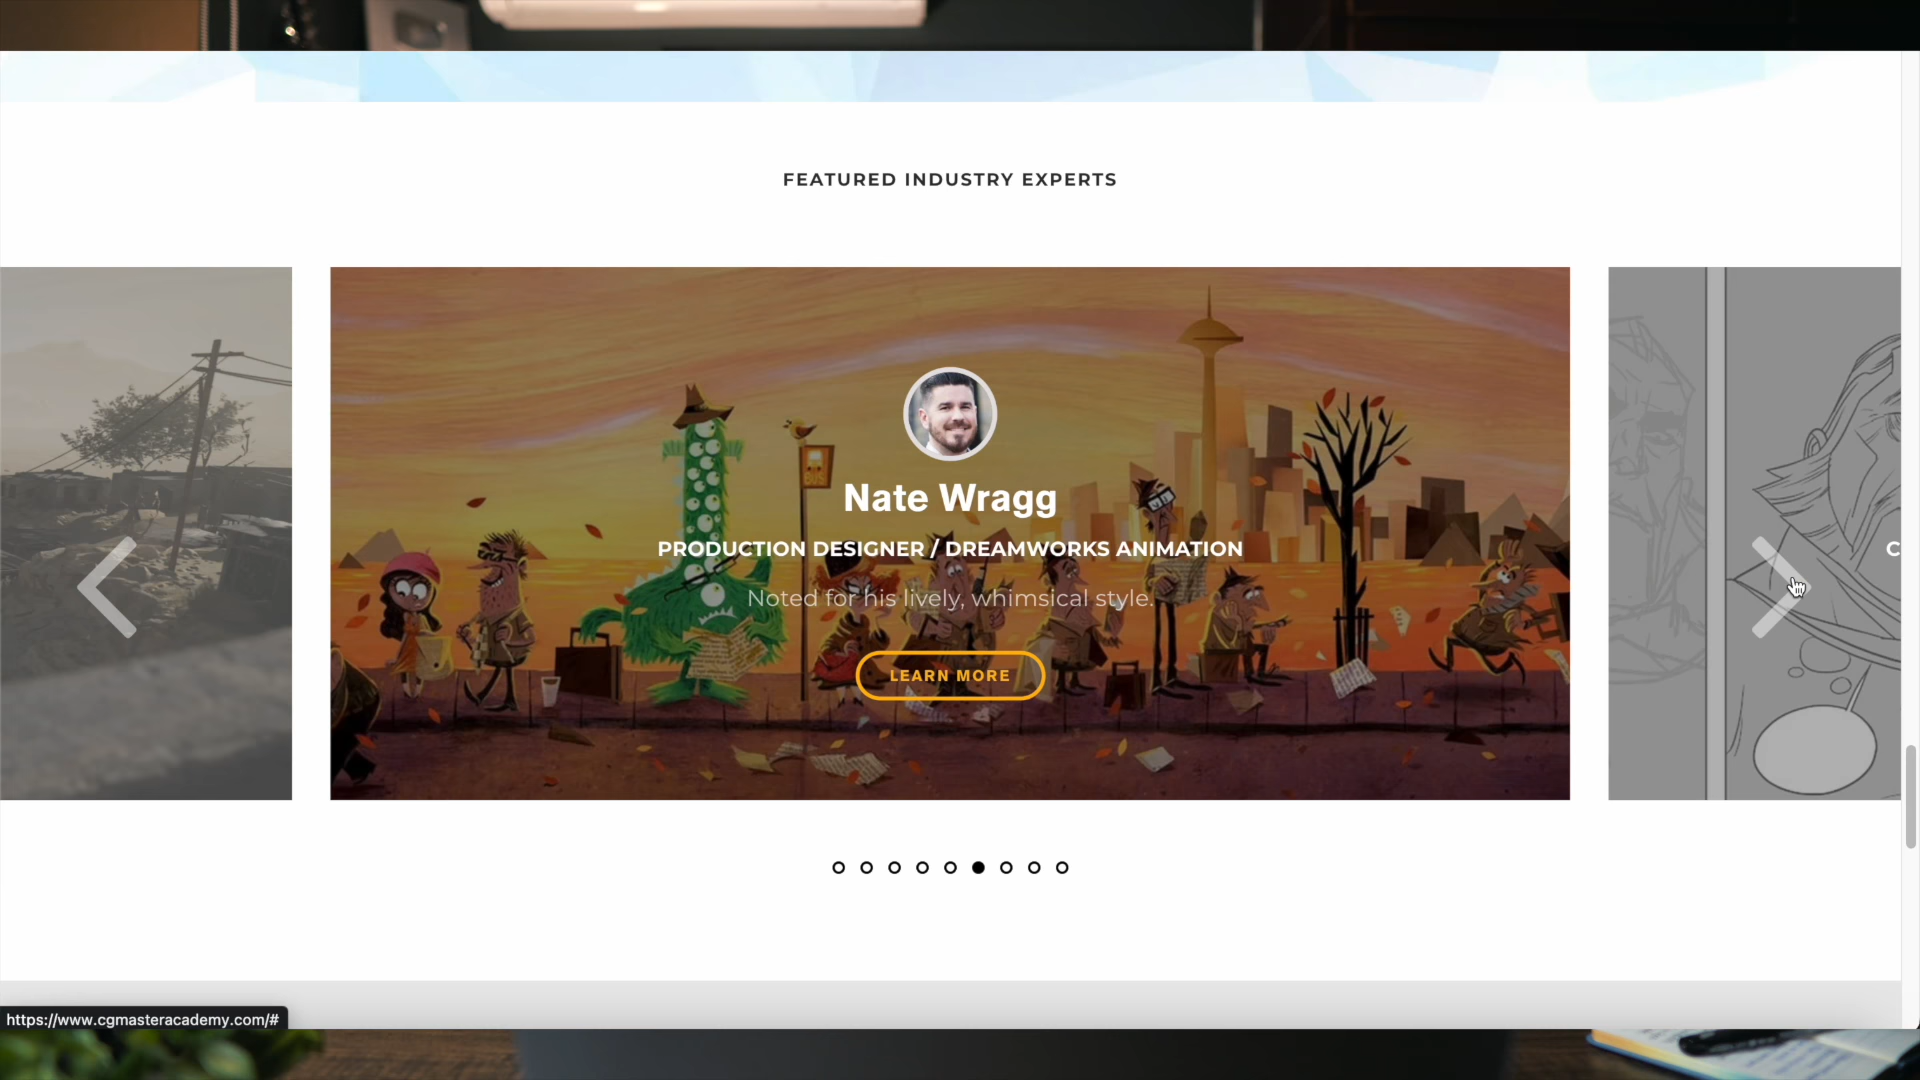 FEATURED INDUSTRY EXPERTS
BUS
Nate Wragg
PRODUCTION DESIGNER / DREAMWORKS ANIMATION
C
Noted for his lively, whimsical style.
LEARN MORE
https://www.cgmasteracademy.com/#